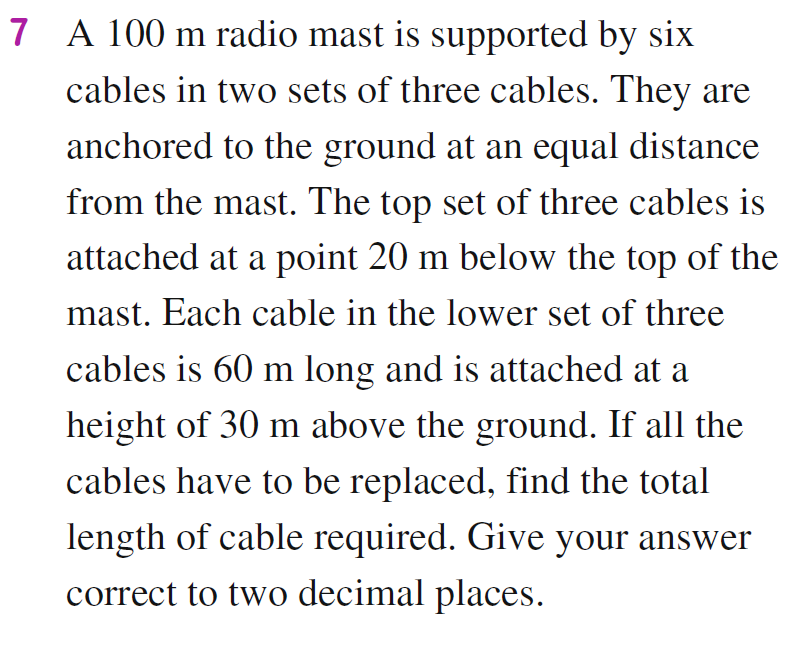 7 A 100 m radio mast is supported by six
cables in two sets of three cables. They are
anchored to the ground at an equal distance
from the mast. The top set of three cables is
attached at a point 20 m below the top of the
mast. Each cable in the lower set of three
cables is 60 m long and is attached at a
height of 30 m above the ground. If all the
cables have to be replaced, find the total
length of cable required. Give your answer
correct to two decimal places.